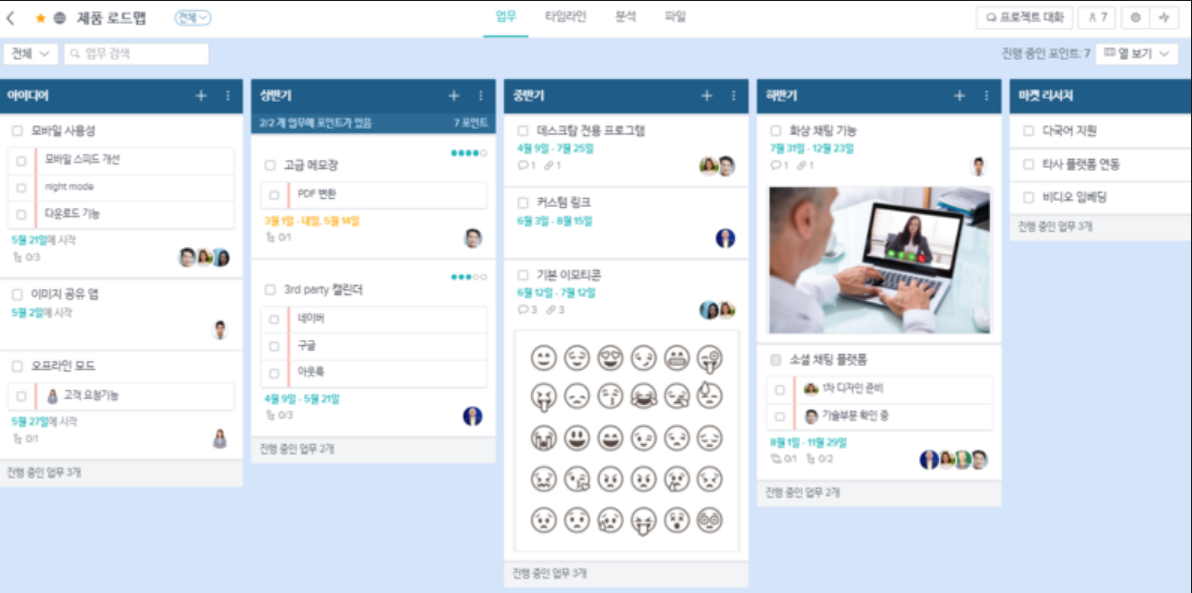 제품 로드맵
전체
업무 타임라인 분석 파일
프로젝트 대화
7
전체
업무 검색
진행 중인 포인트: 7
열 보기
아이디어
모바일 사용성
모바일 스피드 개선
night mode
다운로드 기능
5월 21일에 시작
0/3
이미지 공유 앱
5월 2일에 시작
오프라인 모드
고객 요청기능
5월 27일에 시작
0/1
진행 중인 업무 3개
상반기
2/2 개 업무에 포인트가 있음 7 포인트
고급 메모장
PDF 변환
3월 1일 - 내일, 5월 14일
0/1
3rd party 캘린더
네이버
구글
아웃룩
4월 9일 - 5월 21일
0/3
진행 중인 업무 2개
중반기
데스크탑 전용 프로그램
4월 9일 - 7월 25일
1 1
커스텀 링크
6월 3일 - 8월 15일
기본 이모티콘
6월 12일 - 7월 12일
3 3
진행 중인 업무 3개
하반기
화상 채팅 기능
7월 31일 - 12월 23일
1 1
소셜 채팅 플랫폼
1차 디자인 준비
기술부문 확인 중
8월 1일 - 11월 29일
0/1 0/2
진행 중인 업무 2개
마켓 리서치
다국어 지원
타사 플랫폼 연동
비디오 임베딩
진행 중인 업무 3개